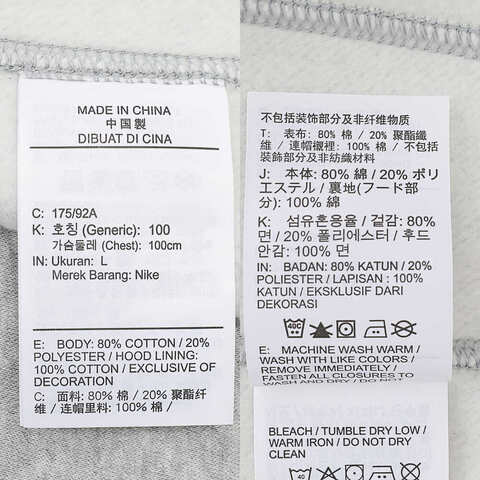 MADE IN CHINA
中国製
DIBUAT DI CINA
C: 175/92A
K: 호칭 (Generic): 100
가슴둘레 (Chest): 100cm
IN: Ukuran: L
Merek Barang: Nike
E: BODY: 80% COTTON / 20%
POLYESTER / HOOD LINING:
100% COTTON / EXCLUSIVE OF
DECORATION
C: 面料: 80% 棉 / 20% 聚酯纤
维 / 连帽里料: 100% 棉 /
不包括装饰部分及非纤维物质
T: 表布: 80% 棉 / 20% 聚酯纖
維 / 連帽襯裡: 100% 棉 / 不包括
裝飾部分及非紡織材料
J: 本体: 80% 綿 / 20% ポリ
エステル / 裏地(フード部
分): 100% 綿
K: 섬유혼용율 / 겉감: 80%
면 / 20% 폴리에스터 / 후드
안감: 100% 면
IN: BADAN: 80% KATUN / 20%
POLIESTER / LAPISAN : 100%
KATUN / EKSKLUSIF DARI
DEKORASI
40C
E: MACHINE WASH WARM /
WASH WITH LIKE COLORS /
REMOVE IMMEDIATELY /
FASTEN ALL CLOSURES TO
WASH AND DRY / DO NOT
BLEACH / TUMBLE DRY LOW /
WARM IRON / DO NOT DRY
CLEAN
40C